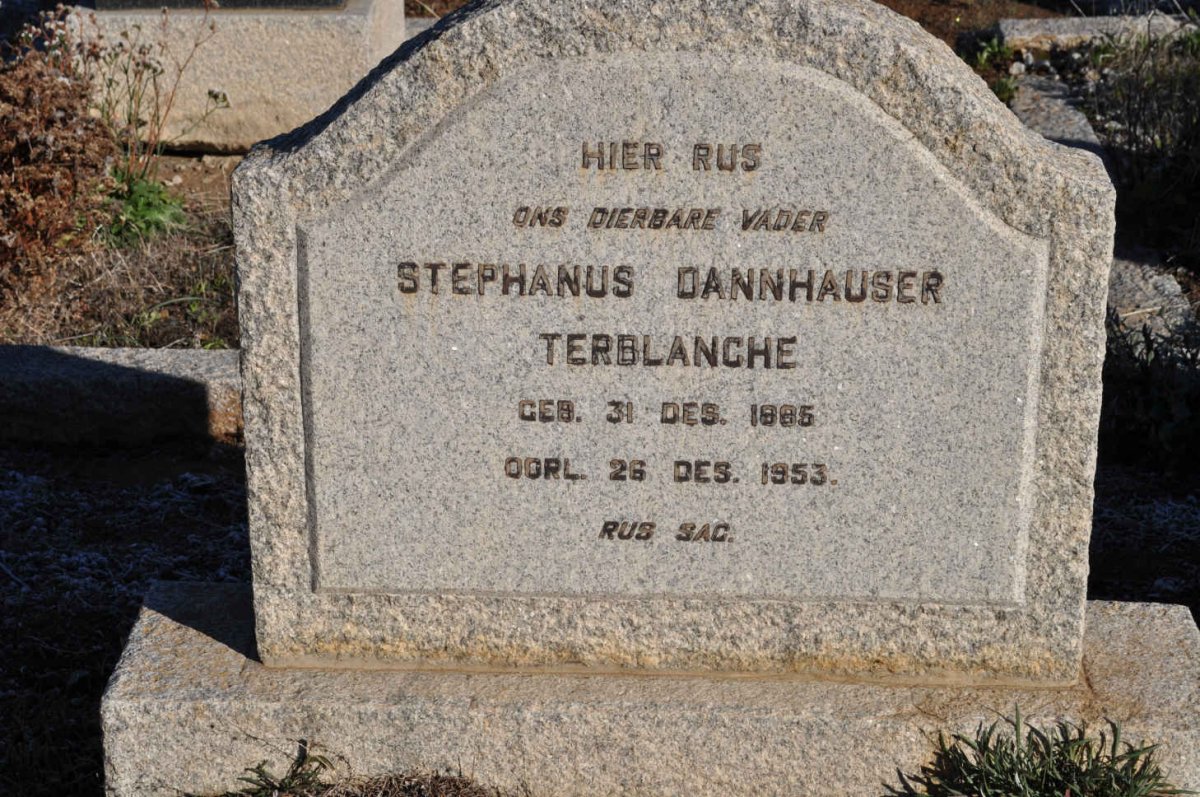 HIER RUS
ONS DIERBARE VADER
STEPHANUS DANNHAUSER
TERBLANCHE
GEB. 31 DES. 1885
OORL. 26 DES. 1953.
RUS SAG.